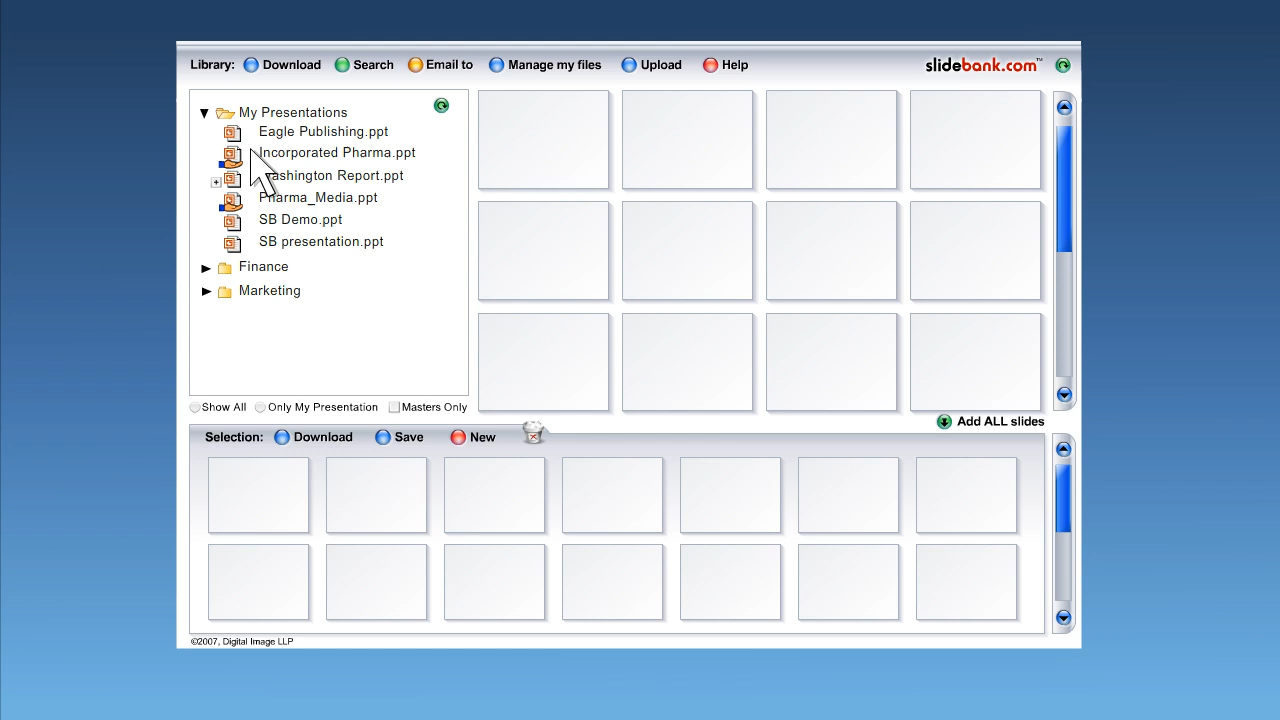 Library: Download Search Email to Manage my files Upload Help slidebank.com™
My Presentations
Eagle Publishing.ppt
Incorporated Pharma.ppt
ashington Report.ppt
Pharma_Media.ppt
SB Demo.ppt
SB presentation.ppt
Finance
Marketing
Show All Only My Presentation Masters Only
Add ALL slides
Selection: Download Save New
©2007, Digital Image LLP